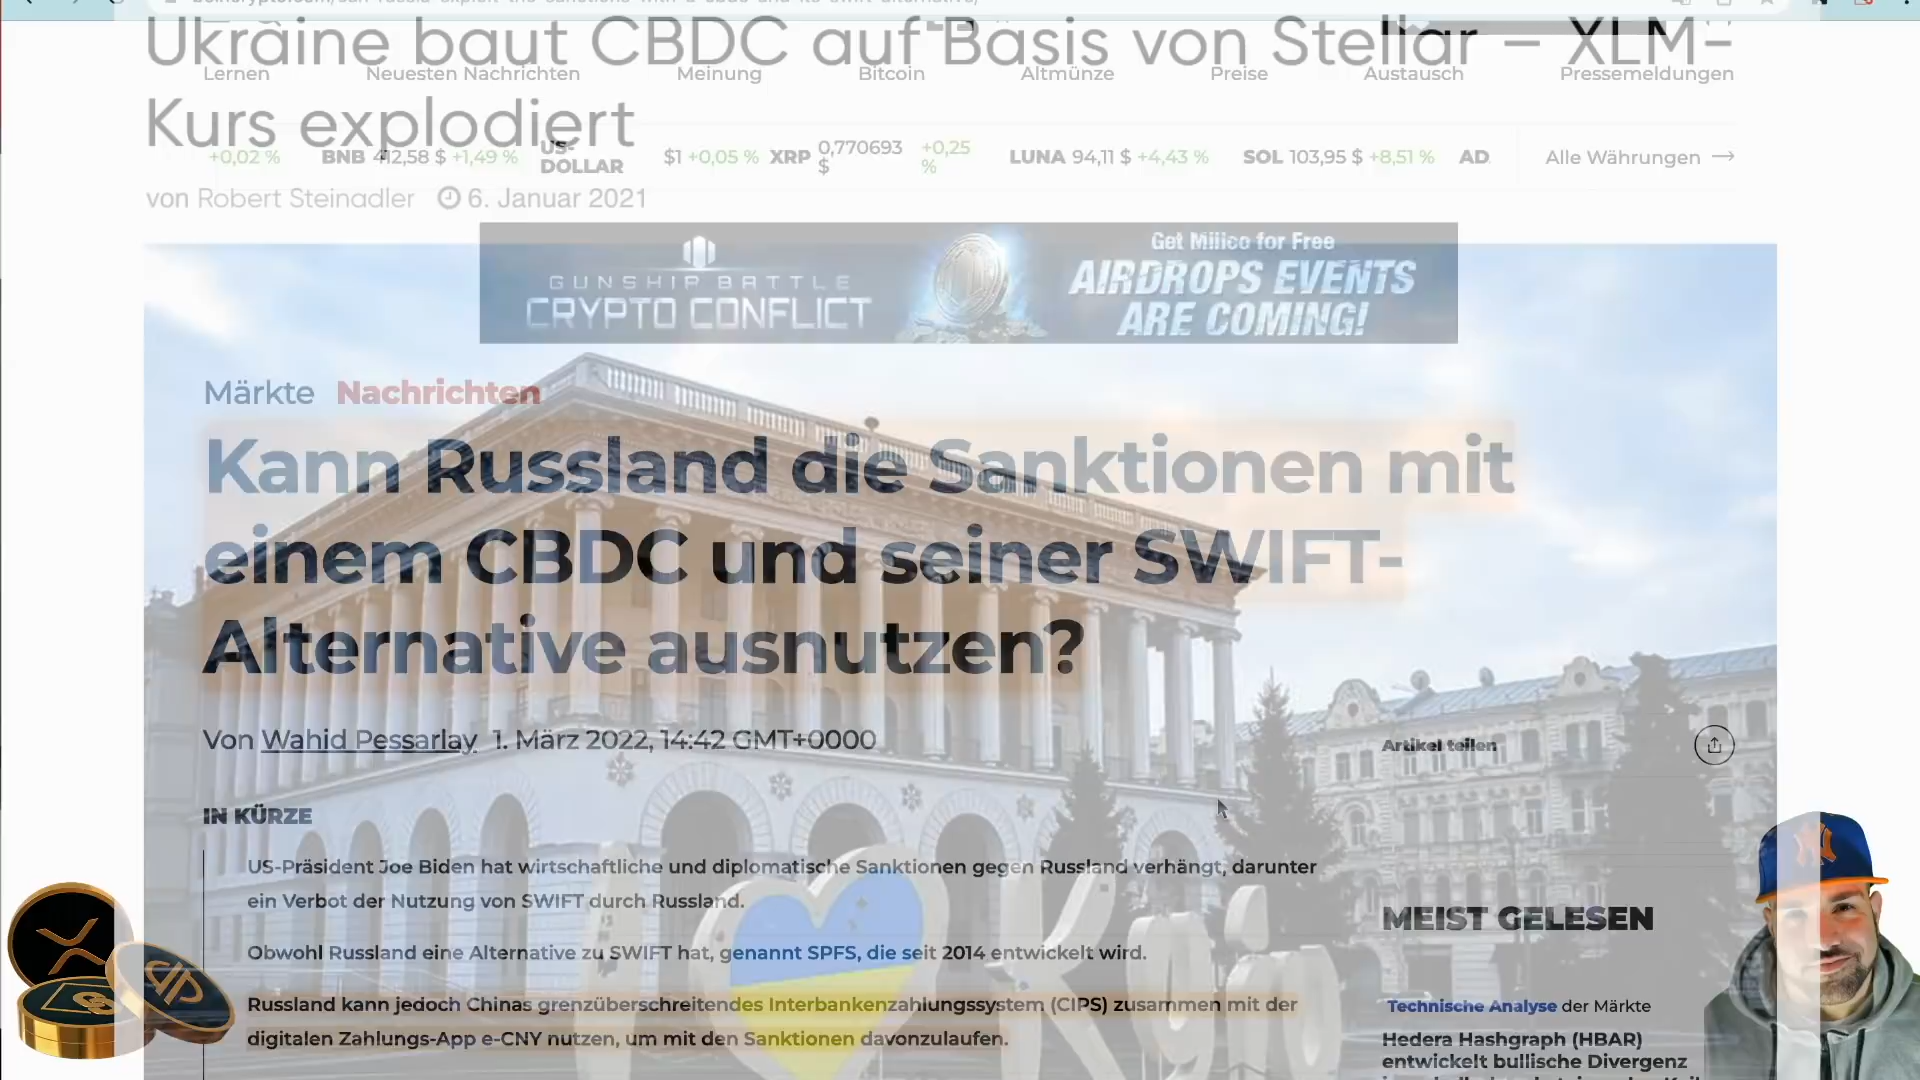 Ukraine baut CBDC auf Basis von Stellar – XLM-
Kurs explodiert
von Robert Steinadler 6. Januar 2021
Lernen Neuesten Nachrichten Meinung Bitcoin Altmünze Preise Austausch Pressemeldungen
+0,02 % BNB 412,58 $ +1,49 % US-DOLLAR $1 +0,05 % XRP 0,770693 $ +0,25 % LUNA 94,11 $ +4,43 % SOL 103,95 $ +8,51 % AD Alle Währungen
GUNSHIP BATTLE
CRYPTO CONFLICT
Get Milico for Free
AIRDROPS EVENTS
ARE COMING!
Märkte Nachrichten
Kann Russland die Sanktionen mit
einem CBDC und seiner SWIFT-
Alternative ausnutzen?
Von Wahid Pessarlay 1. März 2022, 14:42 GMT+0000
Artikel teilen
IN KÜRZE
US-Präsident Joe Biden hat wirtschaftliche und diplomatische Sanktionen gegen Russland verhängt, darunter
ein Verbot der Nutzung von SWIFT durch Russland.
Obwohl Russland eine Alternative zu SWIFT hat, genannt SPFS, die seit 2014 entwickelt wird.
Russland kann jedoch Chinas grenzüberschreitendes Interbankenzahlungssystem (CIPS) zusammen mit der
digitalen Zahlungs-App e-CNY nutzen, um mit den Sanktionen davonzulaufen.
MEIST GELESEN
Technische Analyse der Märkte
Hedera Hashgraph (HBAR)
entwickelt bullische Divergenz